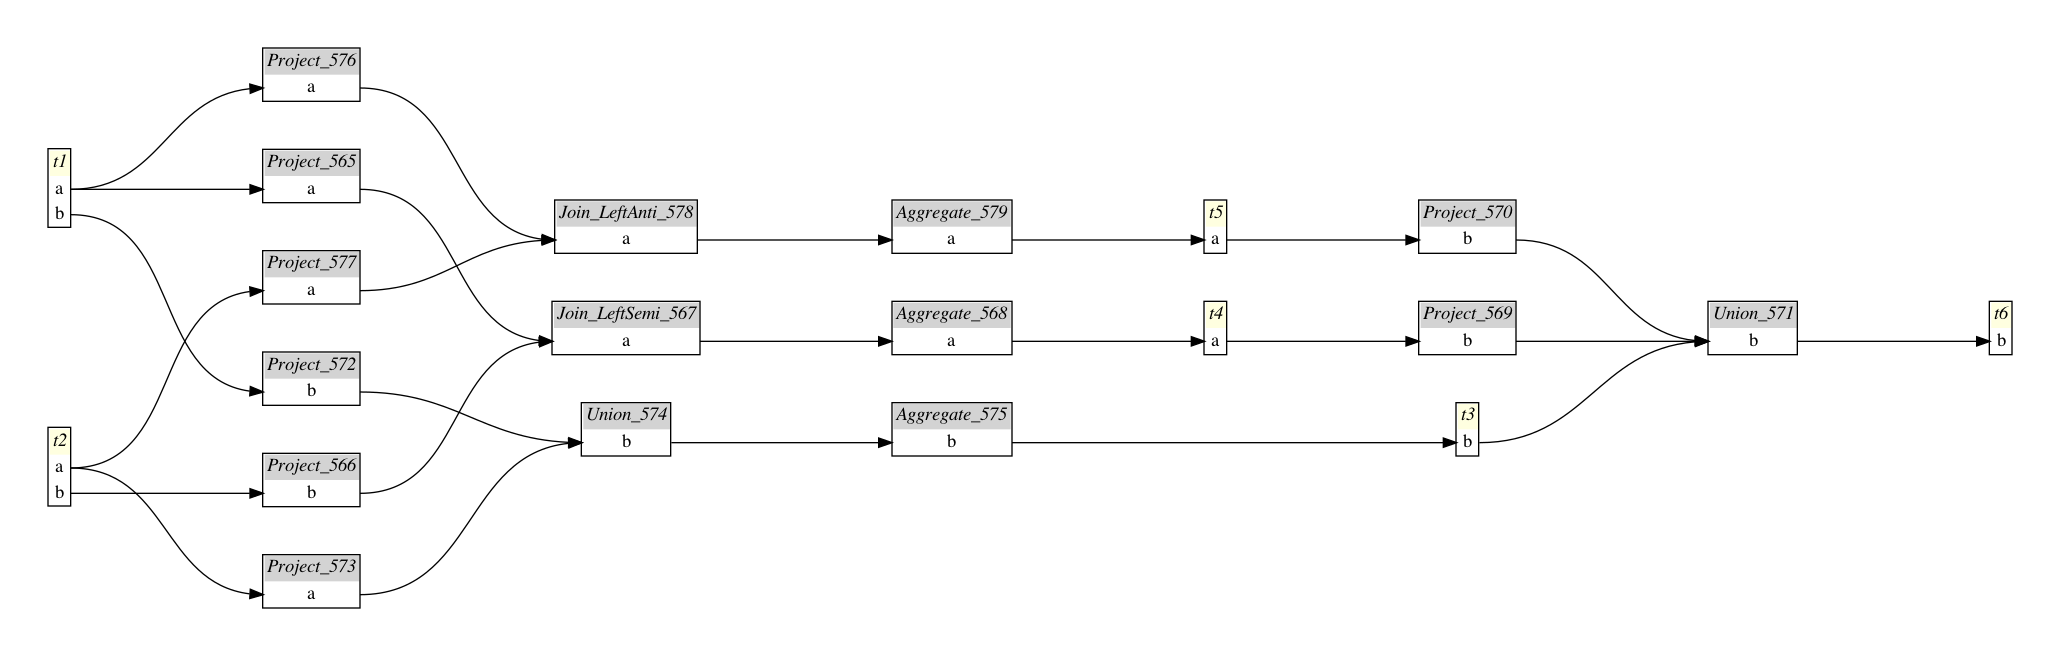 Project_576
a
t1
a
b
Project_565
a
Project_577
a
Project_572
b
t2
a
b
Project_566
b
Project_573
a
Join_LeftAnti_578
a
Join_LeftSemi_567
a
Union_574
b
Aggregate_579
a
Aggregate_568
a
Aggregate_575
b
t5
a
t4
a
Project_570
b
Project_569
b
t3
b
Union_571
b
t6
b